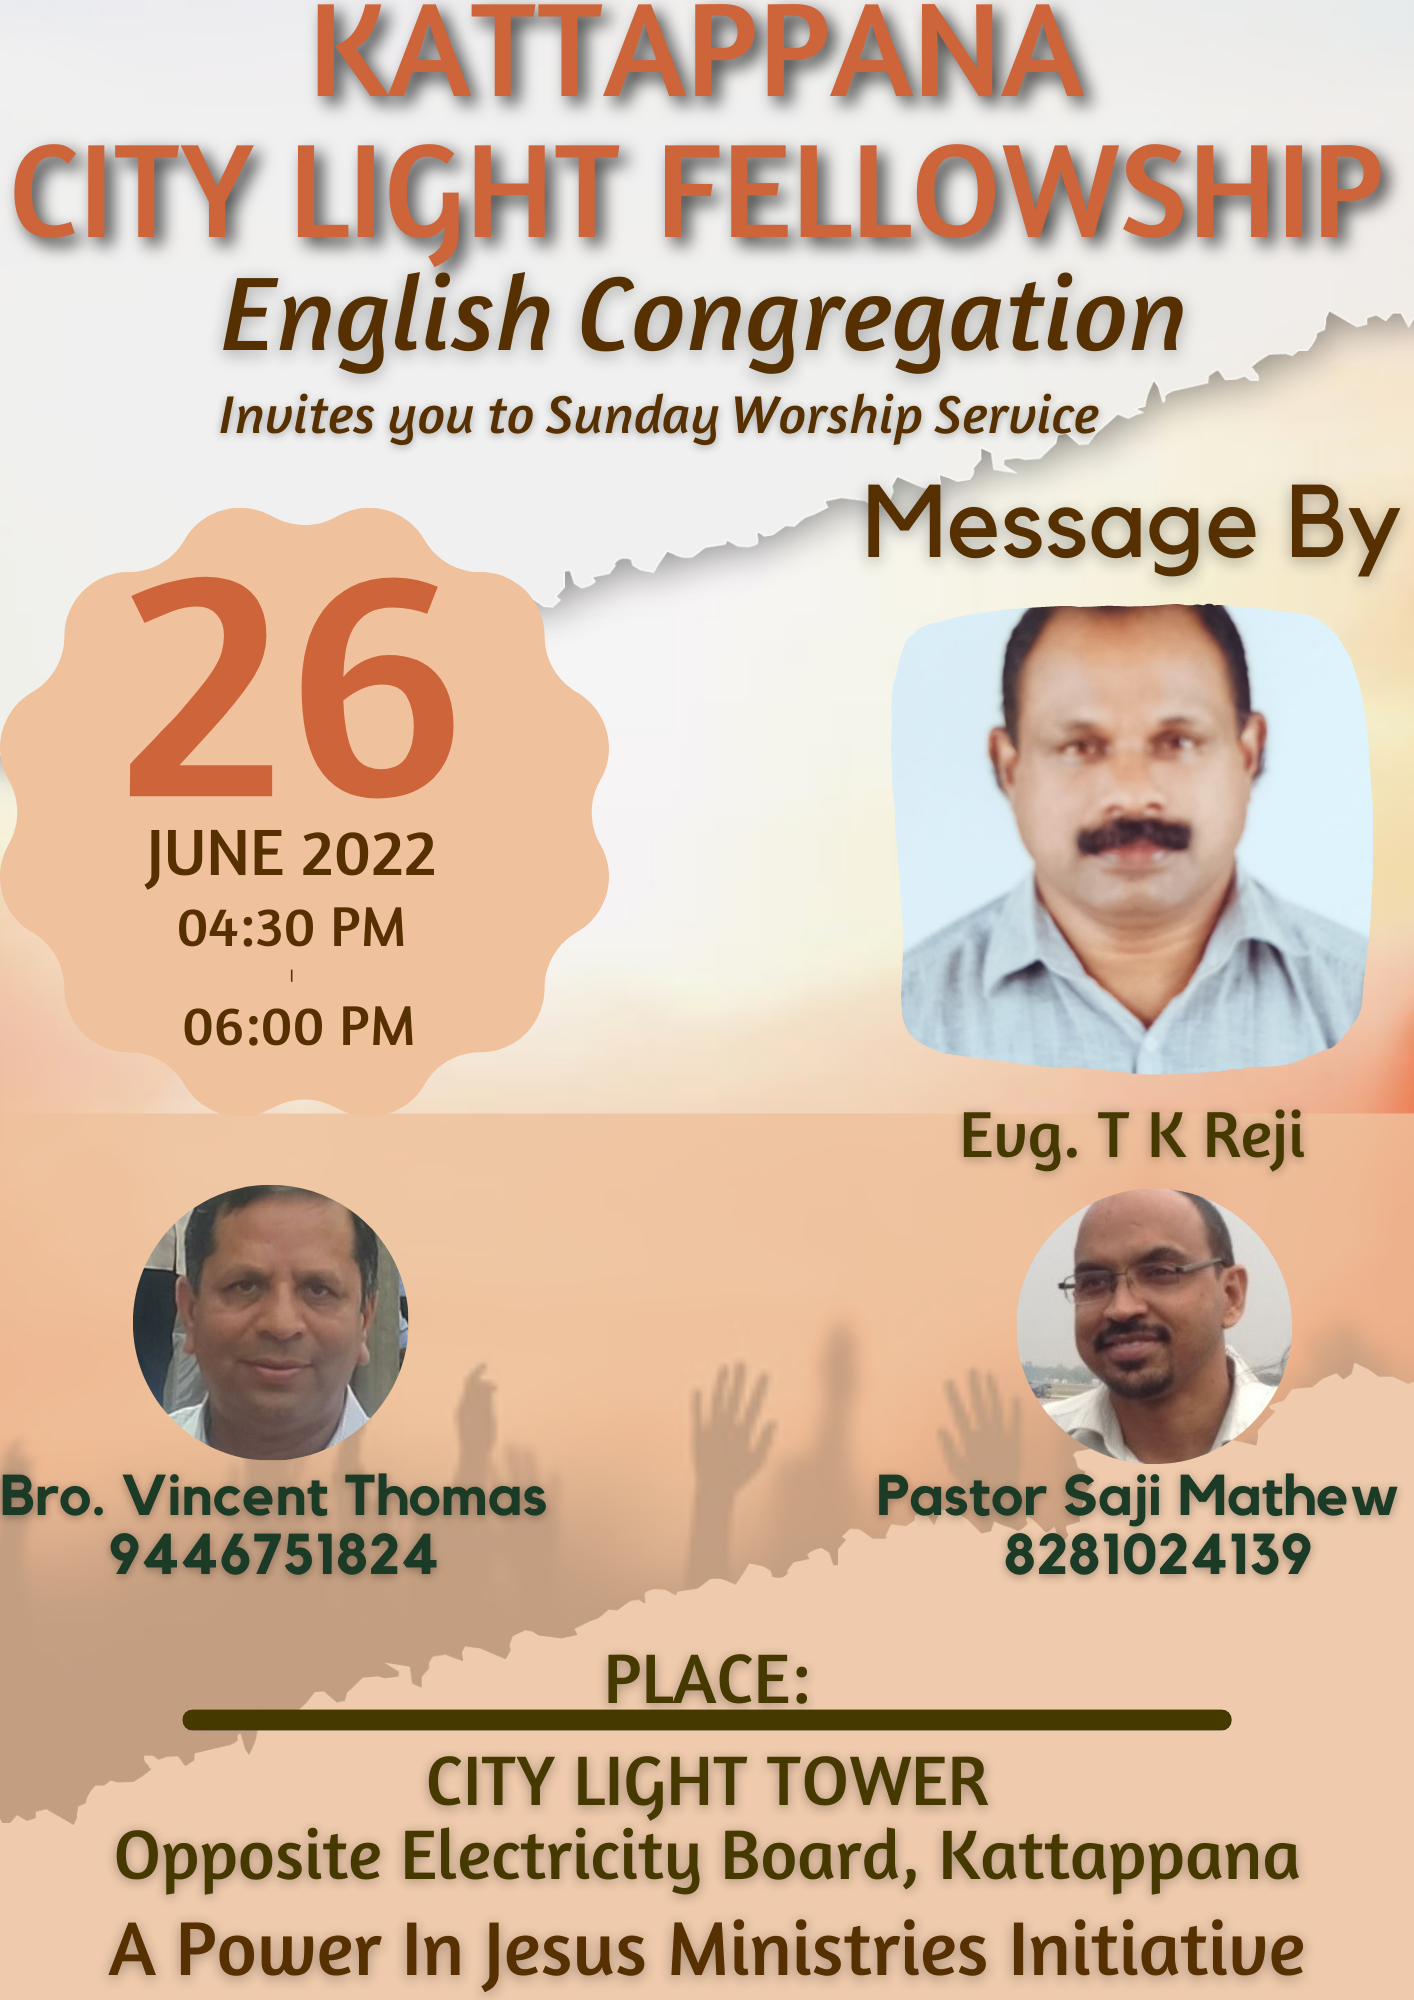 KATTAPPANA
CITY LIGHT FELLOWSHIP
English Congregation
Invites you to Sunday Worship Service
Message By
26
JUNE 2022
04:30 PM
-
06:00 PM
Evg. T K Reji
Bro. Vincent Thomas
9446751824
Pastor Saji Mathew
8281024139
PLACE:
CITY LIGHT TOWER
Opposite Electricity Board, Kattappana
A Power In Jesus Ministries Initiative